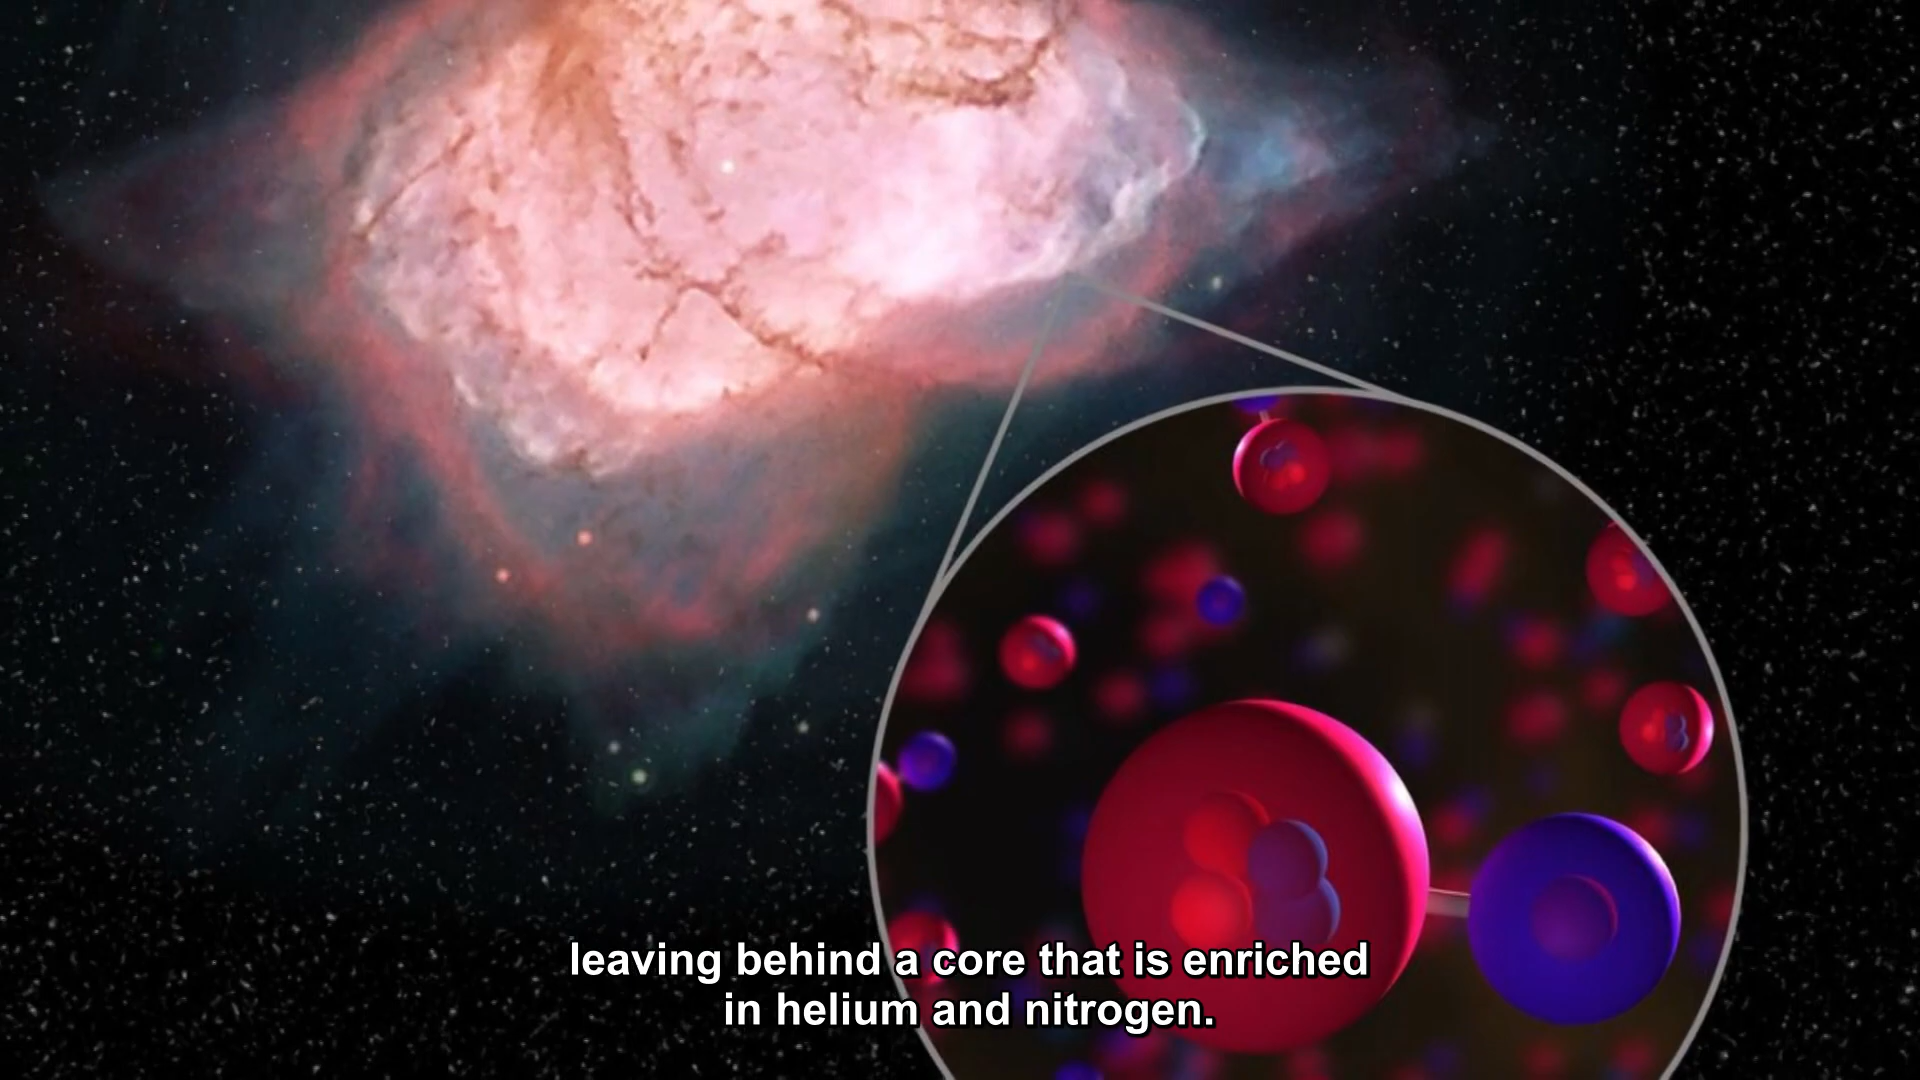 leaving behind a core that is enriched
in helium and nitrogen.